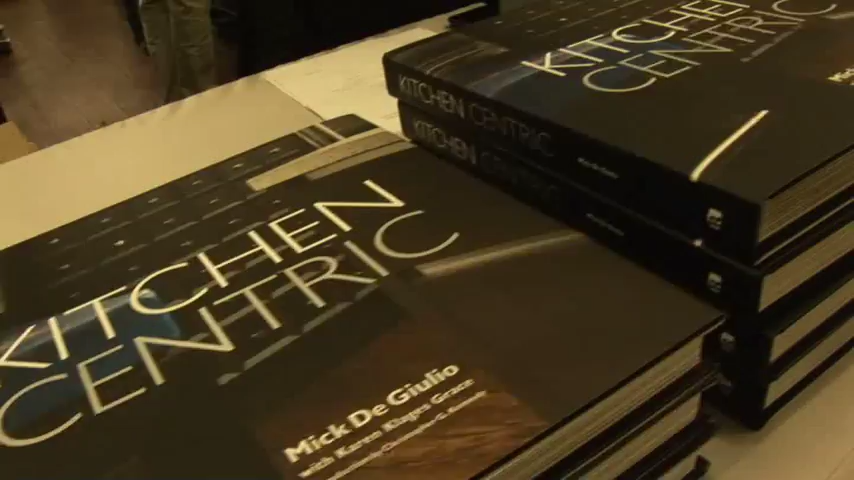 KITCHEN
CENTRIC
Mick De Giulio
with Karen Klages Grace
KITCHEN CENTRIC
KITCHEN CENTRIC
KITCHEN
CENTRIC